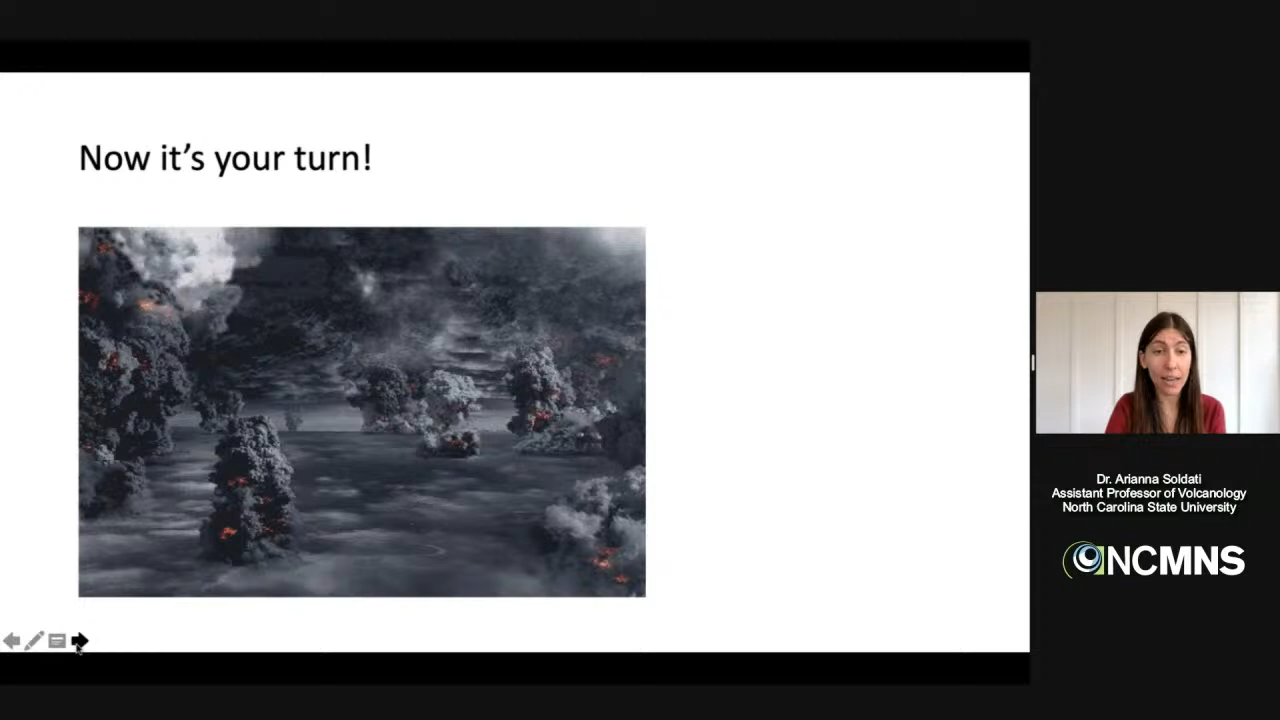 Now it’s your turn!
Dr. Arianna Soldati
Assistant Professor of Volcanology
North Carolina State University
NCMNS